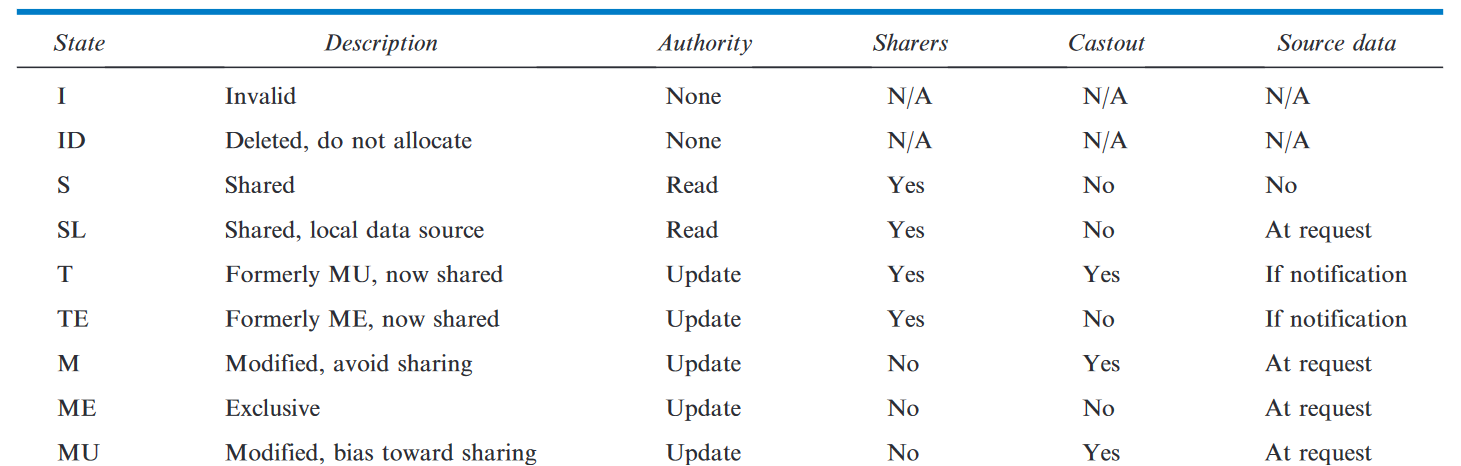 State Description Authority Sharers Castout Source data
I Invalid None N/A N/A N/A
ID Deleted, do not allocate None N/A N/A N/A
S Shared Read Yes No No
SL Shared, local data source Read Yes No At request
T Formerly MU, now shared Update Yes Yes If notification
TE Formerly ME, now shared Update Yes No If notification
M Modified, avoid sharing Update No Yes At request
ME Exclusive Update No No At request
MU Modified, bias toward sharing Update No Yes At request